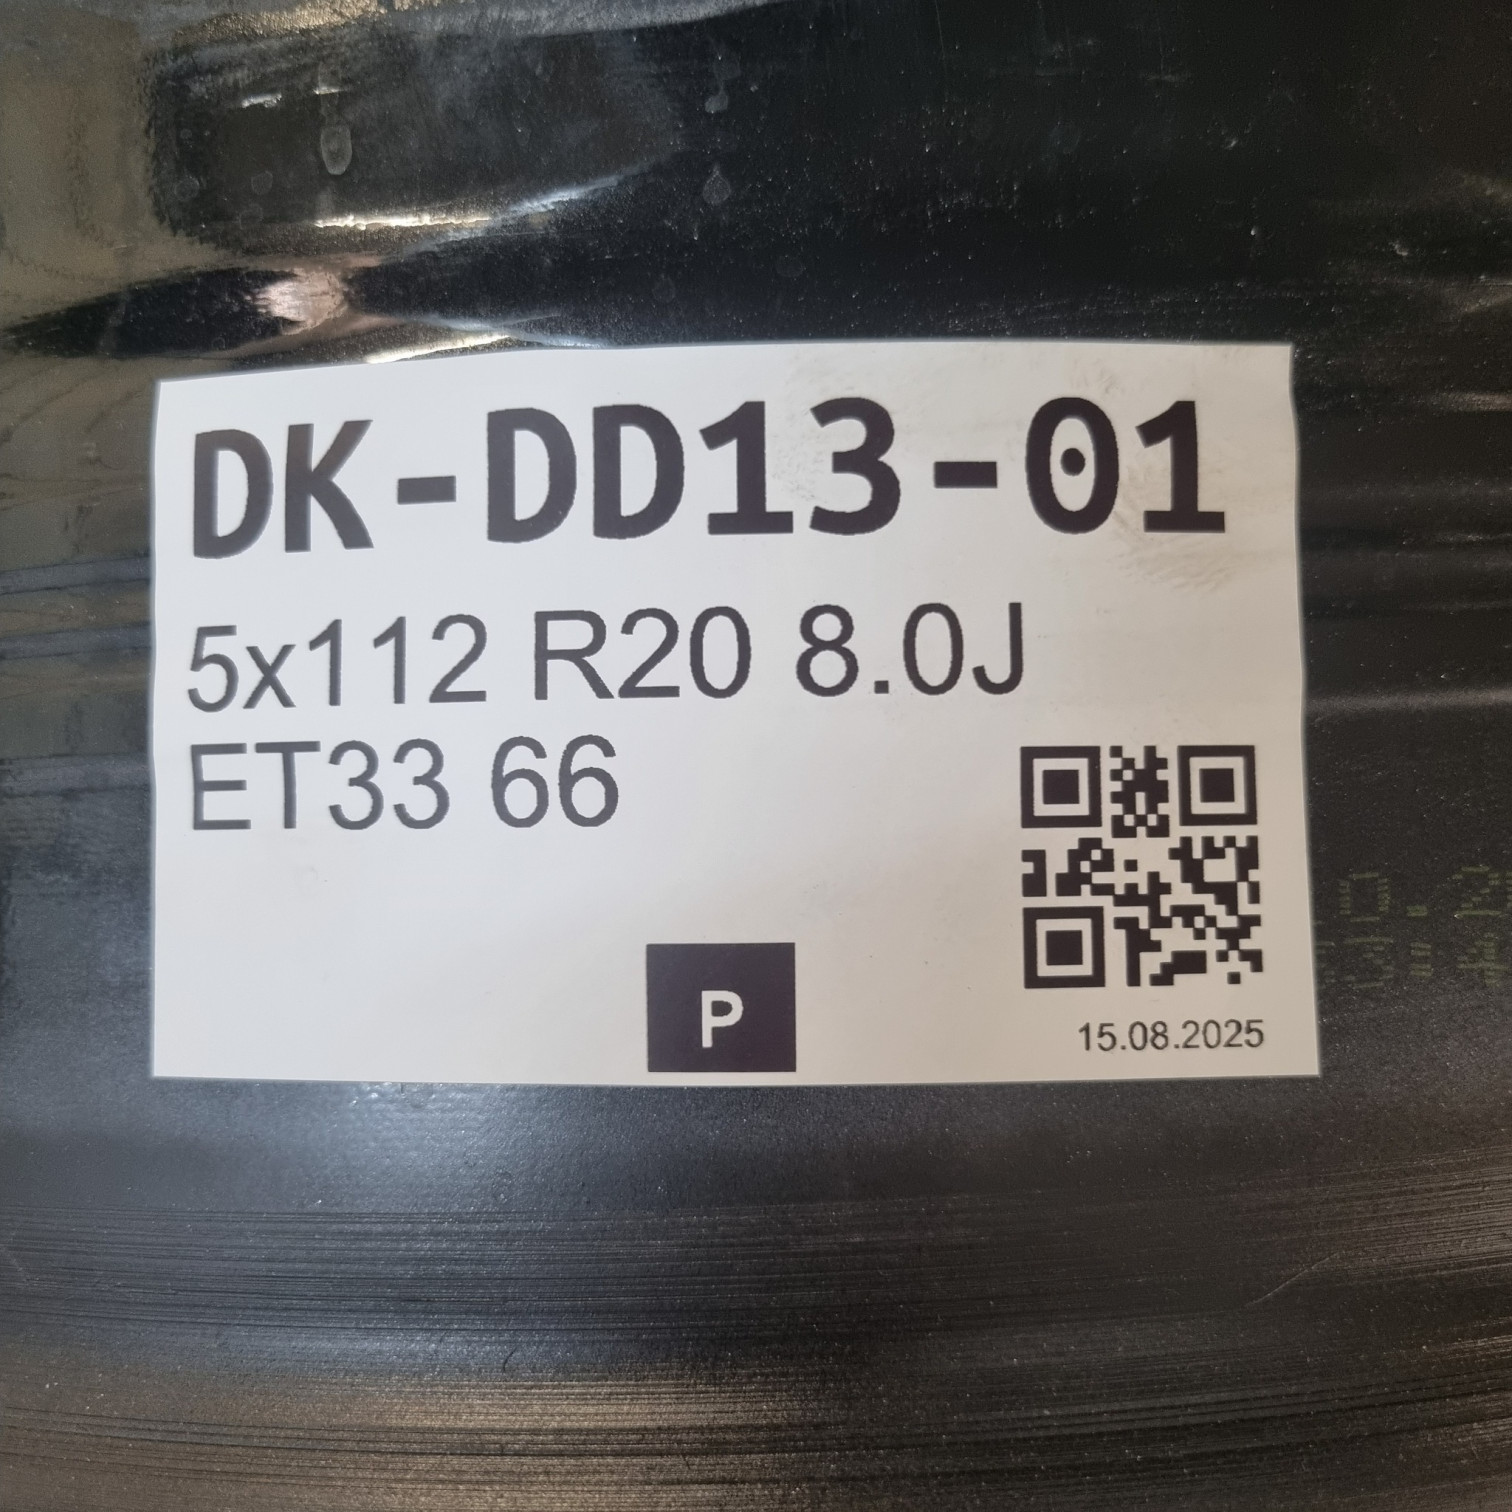 DK-DD13-01
5x112 R20 8.0J
ET33 66
P
15.08.2025